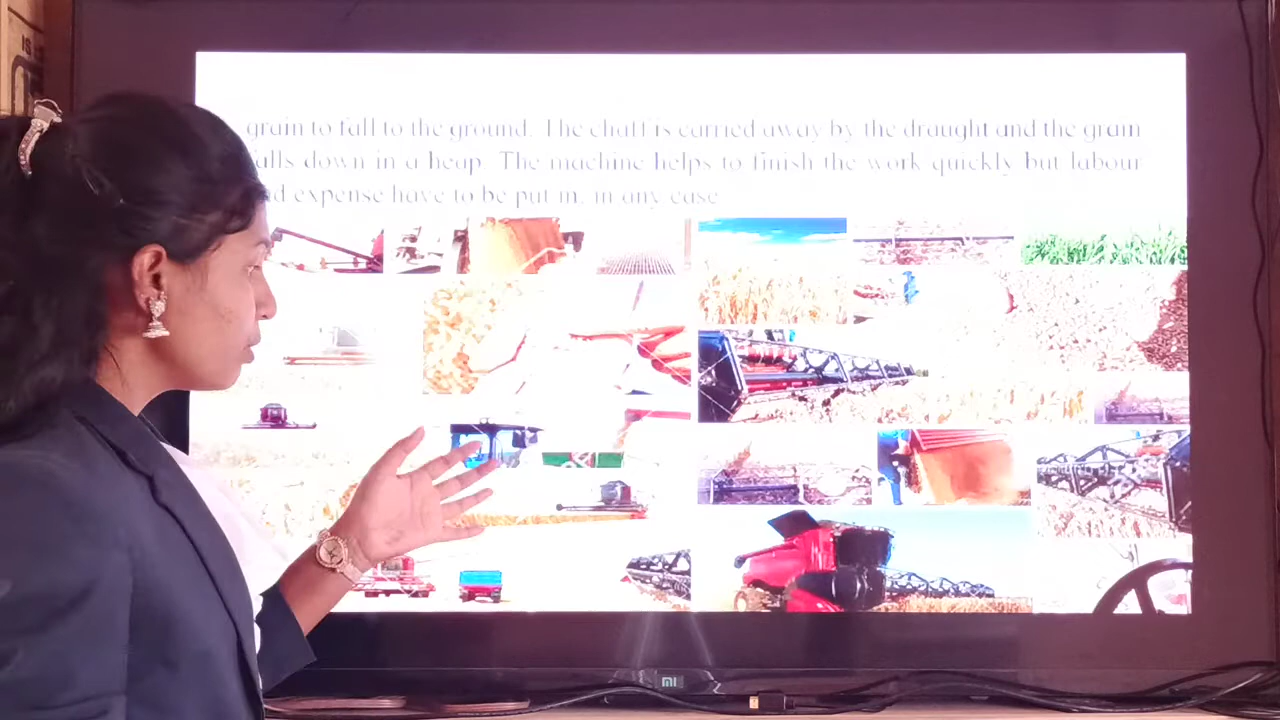 grain to fall to the ground. The chaff is carried away by the draught and the grain
falls down in a heap. The machine helps to finish the work quickly but labour
expense have to be put in, in any case
mi